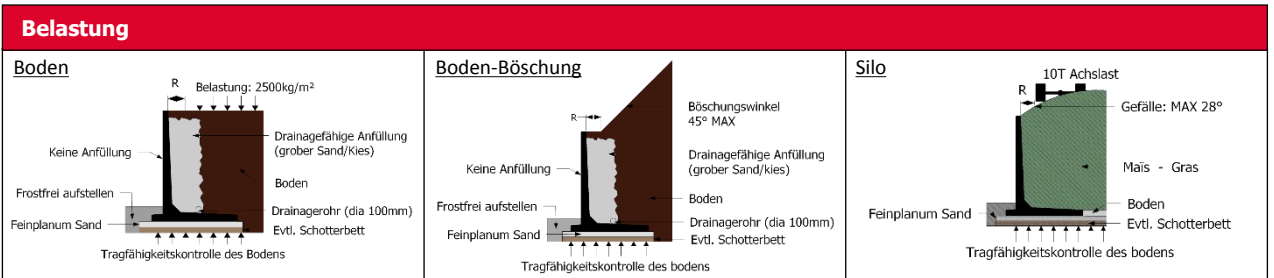 Belastung
Boden
R
Belastung: 2500kg/m²
Drainagefähige Anfüllung
(grober Sand/Kies)
Keine Anfüllung
Boden
Frostfrei aufstellen
Drainagerohr (dia 100mm)
Feinplanum Sand
Evtl. Schotterbett
Tragfähigkeitskontrolle des Bodens
Boden-Böschung
Böschungswinkel
45° MAX
R
Drainagefähige Anfüllung
(grober Sand/kies)
Keine Anfüllung
Boden
Frostfrei aufstellen
Drainagerohr (dia 100mm)
Feinplanum Sand
Evtl. Schotterbett
Tragfähigkeitskontrolle des bodens
Silo
10T Achslast
R
Gefälle: MAX 28°
Maïs - Gras
Boden
Feinplanum Sand
Evtl. Schotterbett
Tragfähigkeitskontrolle des bodens